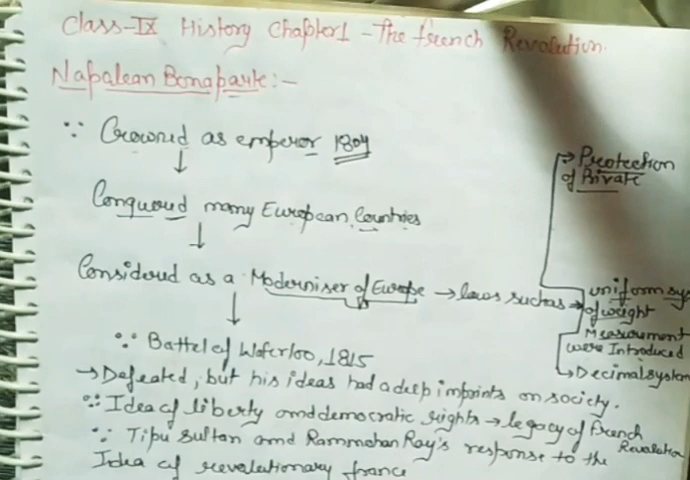 Class-IX History Chapter1 - The french Revolution.
Napalean Bonaparte:-
∵ Crowned as emperor 1804
↓
Conquoud many European Countries
↓
Considered as a Moderniser of Europe → laws such as →
→ Protection
of Private
uniform sys
of weight
Measurement
were Introduced
→ Decimal system
↓
∵ Battel of Waterloo, 1815
→ Defeated, but his ideas had a deep imprints on society.
∵ Idea of liberty and democratic rights → legacy of french Revolution
∵ Tipu Sultan and Rammohan Roy's response to the
Idea of revolutionary france